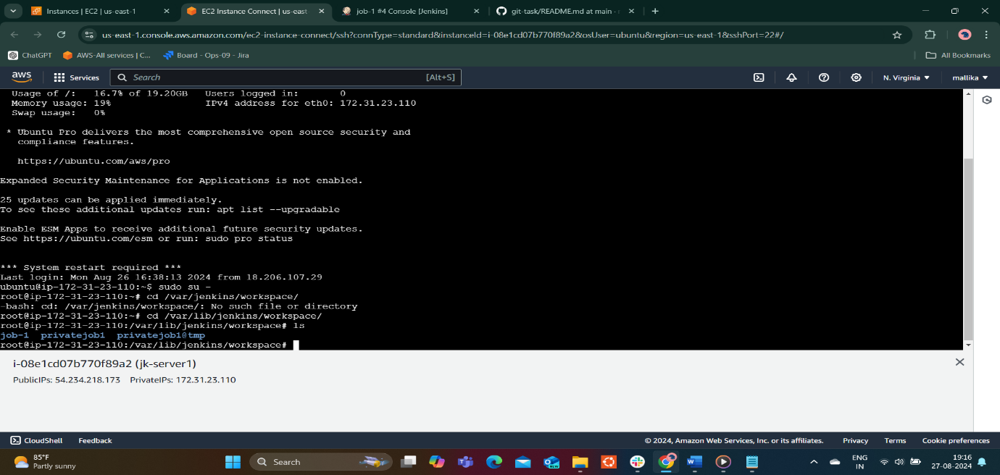 Instances | EC2 | us-east-1
EC2 Instance Connect | us-east-
job-1 #4 Console [Jenkins]
git-task/README.md at main ·
us-east-1.console.aws.amazon.com/ec2-instance-connect/ssh?connType=standard&instanceId=i-08e1cd07b770f89a2&osUser=ubuntu&region=us-east-1&sshPort=22#/
ChatGPT
AWS-All services | C...
Board - Ops-09 - Jira
All Bookmarks
aws
Services
Search
[Alt+S]
N. Virginia
mallika
Usage of /: 16.7% of 19.20GB Users logged in: 0
Memory usage: 19% IPv4 address for eth0: 172.31.23.110
Swap usage: 0%
* Ubuntu Pro delivers the most comprehensive open source security and
compliance features.
https://ubuntu.com/aws/pro
Expanded Security Maintenance for Applications is not enabled.
25 updates can be applied immediately.
To see these additional updates run: apt list --upgradable
Enable ESM Apps to receive additional future security updates.
See https://ubuntu.com/esm or run: sudo pro status
*** System restart required ***
Last login: Mon Aug 26 16:38:13 2024 from 18.206.107.29
ubuntu@ip-172-31-23-110:~$ sudo su -
root@ip-172-31-23-110:~# cd /var/jenkins/workspace/
-bash: cd: /var/jenkins/workspace/: No such file or directory
root@ip-172-31-23-110:~# cd /var/lib/jenkins/workspace/
root@ip-172-31-23-110:/var/lib/jenkins/workspace# ls
job-1 privatejob1 privatejob1@tmp
root@ip-172-31-23-110:/var/lib/jenkins/workspace#
i-08e1cd07b770f89a2 (jk-server1)
PublicIPs: 54.234.218.173 PrivateIPs: 172.31.23.110
CloudShell
Feedback
© 2024, Amazon Web Services, Inc. or its affiliates.
Privacy
Terms
Cookie preferences
85°F
Partly sunny
Search
ENG
IN
19:16
27-08-2024